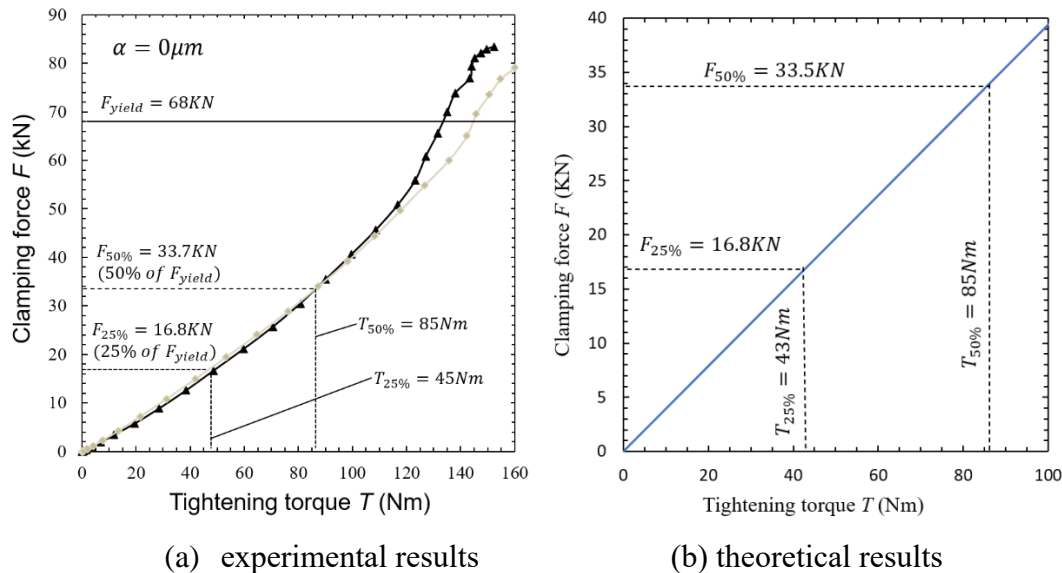 α = 0μm
F_yield = 68KN
F_50% = 33.7KN
(50% of F_yield)
F_25% = 16.8KN
(25% of F_yield)
T_50% = 85Nm
T_25% = 45Nm
90
80
70
60
50
40
30
20
10
0
0 20 40 60 80 100 120 140 160
Clamping force F (kN)
Tightening torque T (Nm)
(a) experimental results
40
35
30
25
20
15
10
5
0
0 20 40 60 80 100
F_50% = 33.5KN
F_25% = 16.8KN
T_25% = 43Nm
T_50% = 85Nm
Clamping force F (KN)
Tightening torque T (Nm)
(b) theoretical results